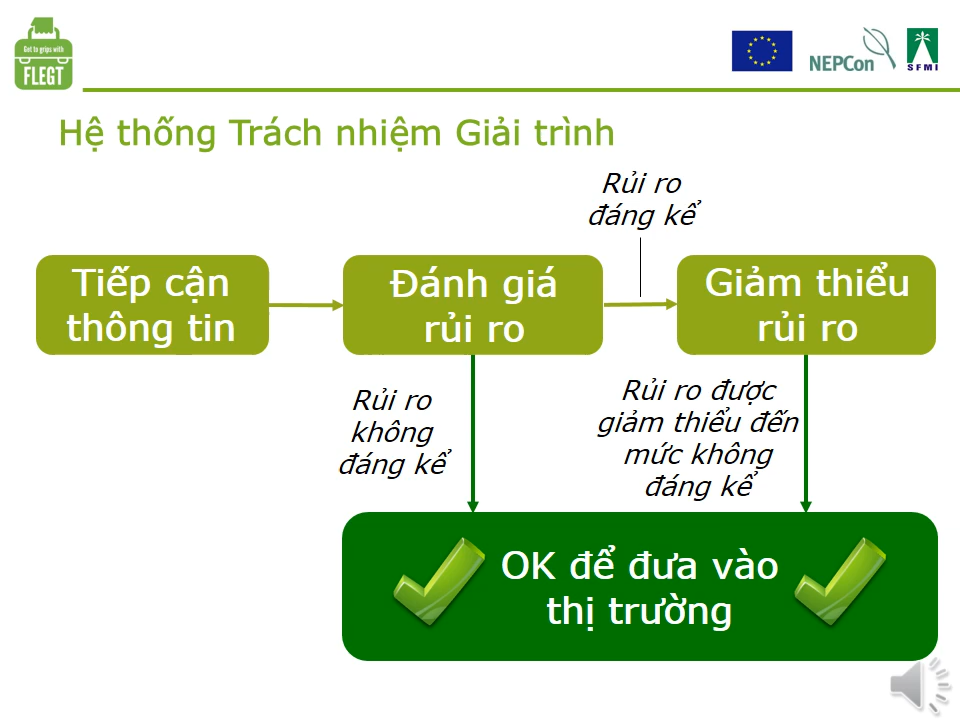 Get to grips with
FLEGT
NEPCon
SFMI
Hệ thống Trách nhiệm Giải trình
Rủi ro
đáng kể
Tiếp cận
thông tin
Đánh giá
rủi ro
Giảm thiểu
rủi ro
Rủi ro
không
đáng kể
Rủi ro được
giảm thiểu đến
mức không
đáng kể
OK để đưa vào
thị trường